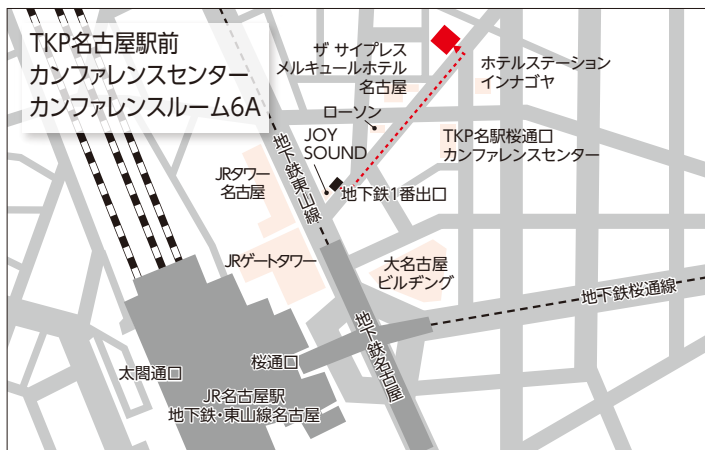 TKP名古屋駅前
カンファレンスセンター
カンファレンスルーム6A
ザ サイプレス
メルキュールホテル
名古屋
ホテルステーション
インナゴヤ
ローソン
JOY
SOUND
TKP名駅桜通口
カンファレンスセンター
地下鉄東山線
JRタワー
名古屋
地下鉄1番出口
JRゲートタワー
大名古屋
ビルヂング
地下鉄桜通線
地下鉄名古屋
桜通口
太閤通口
JR名古屋駅
地下鉄・東山線名古屋